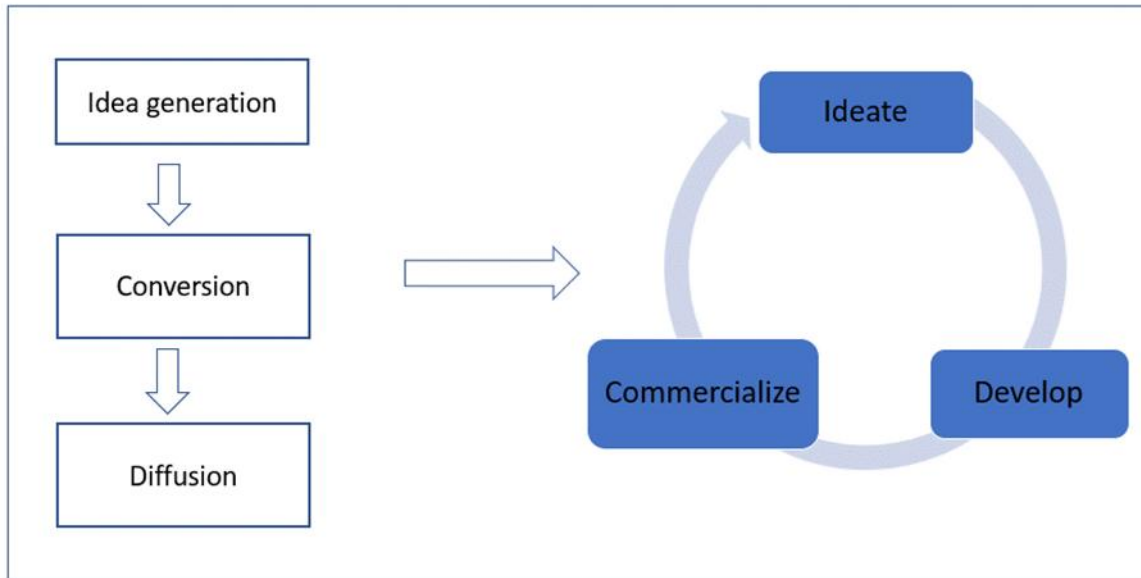 Idea generation
Conversion
Diffusion
Ideate
Commercialize
Develop